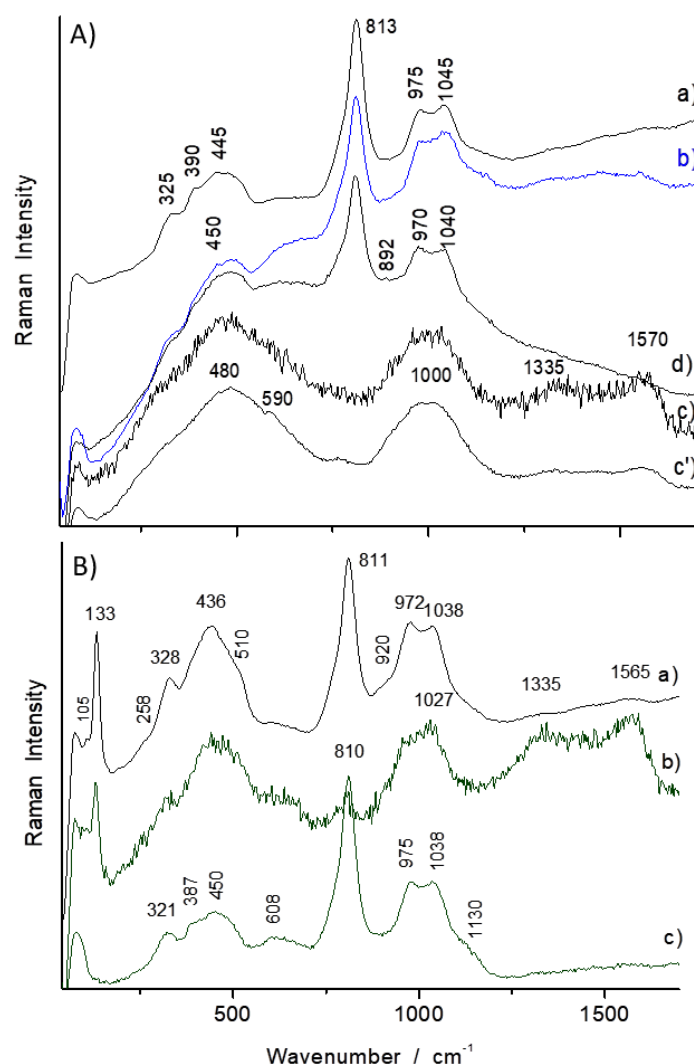 A)
813
975 1045
a)
325 390 445
b)
450
892 970 1040
1570
480 590 1000 1335
d)
c)
c')
Raman Intensity
B)
811
133 436 972 1038
328 510 920
105 258 1335 1565
a)
1027
b)
810
975 1038
321 387 450 608 1130
c)
Raman Intensity
500 1000 1500
Wavenumber / cm⁻¹